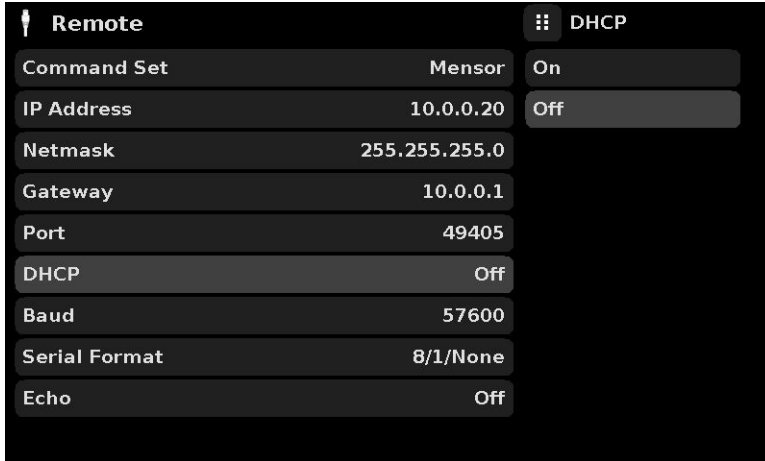 Remote
Command Set Mensor
IP Address 10.0.0.20
Netmask 255.255.255.0
Gateway 10.0.0.1
Port 49405
DHCP Off
Baud 57600
Serial Format 8/1/None
Echo Off
DHCP
On
Off